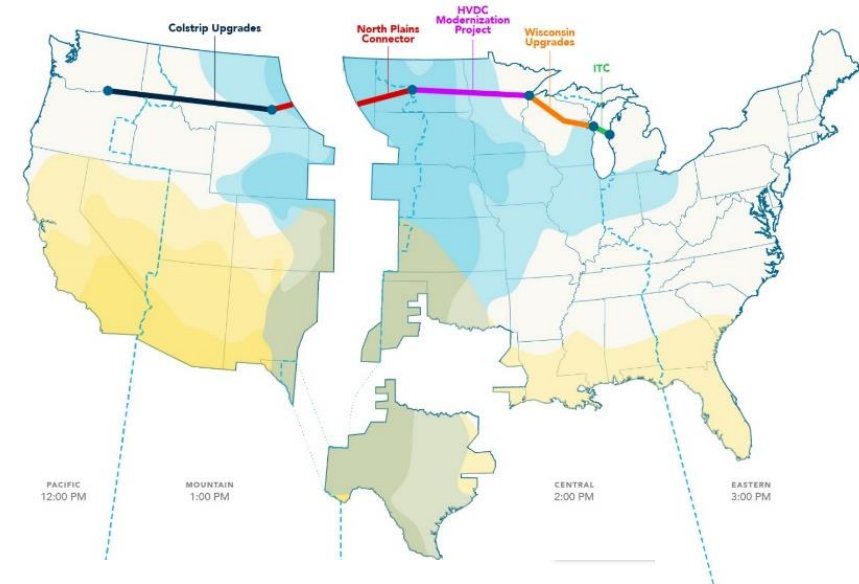 Colstrip Upgrades
North Plains
Connector
HVDC
Modernization
Project
Wisconsin
Upgrades
ITC
PACIFIC
12:00 PM
MOUNTAIN
1:00 PM
CENTRAL
2:00 PM
EASTERN
3:00 PM